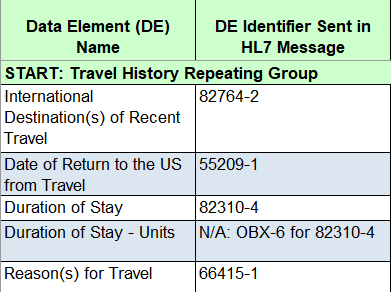 Data Element (DE)
Name
DE Identifier Sent in
HL7 Message
START: Travel History Repeating Group
International
Destination(s) of Recent
Travel
82764-2
Date of Return to the US
from Travel
55209-1
Duration of Stay
82310-4
Duration of Stay - Units
N/A: OBX-6 for 82310-4
Reason(s) for Travel
66415-1